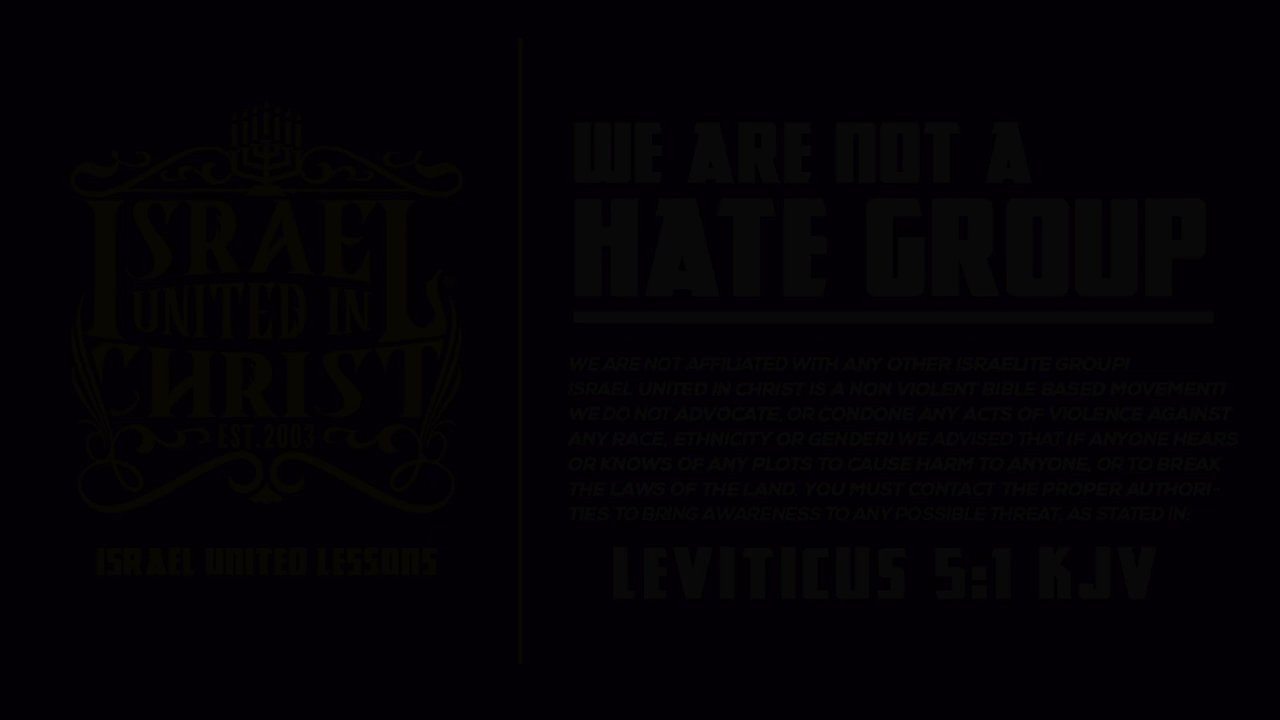 ISRAEL
UNITED IN
CHRIST
EST. 2003
ISRAEL UNITED LESSONS
WE ARE NOT A
HATE GROUP
WE ARE NOT AFFILIATED WITH ANY OTHER ISRAELITE GROUP!
ISRAEL UNITED IN CHRIST IS A NON VIOLENT BIBLE BASED MOVEMENT!
WE DO NOT ADVOCATE OR CONDONE ANY ACTS OF VIOLENCE AGAINST
ANY RACE, ETHNICITY OR GENDER! WE ADVISED THAT IF ANYONE HEARS
OR KNOWS OF ANY PLOTS TO CAUSE HARM TO ANYONE, OR TO BREAK
THE LAWS OF THE LAND. YOU MUST CONTACT THE PROPER AUTHORI-
TIES TO BRING AWARENESS TO ANY POSSIBLE THREAT, AS STATED IN:
LEVITICUS 5:1 KJV